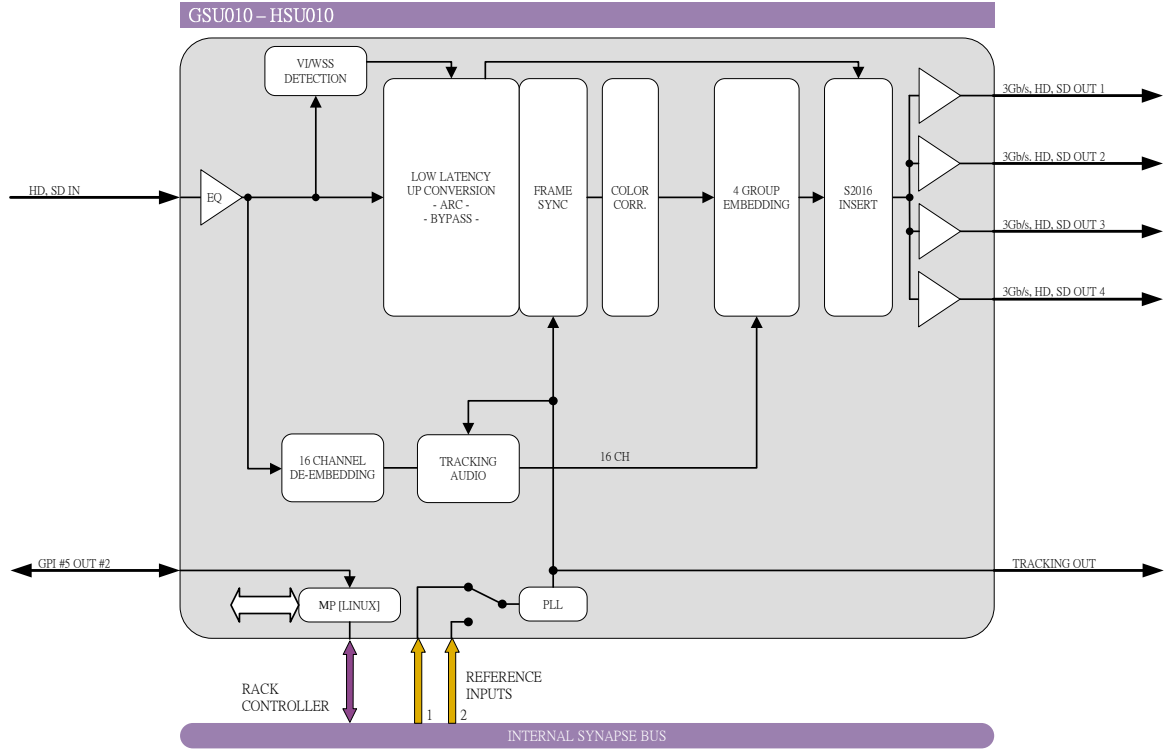 GSU010 – HSU010
VI/WSS
DETECTION
3Gb/s, HD, SD OUT 1
3Gb/s. HD, SD OUT 2
HD, SD IN
EQ
LOW LATENCY
UP CONVERSION
- ARC -
- BYPASS -
FRAME
SYNC
COLOR
CORR.
4 GROUP
EMBEDDING
S2016
INSERT
3Gb/s, HD, SD OUT 3
3Gb/s, HD, SD OUT 4
16 CHANNEL
DE-EMBEDDING
TRACKING
AUDIO
16 CH
GPI #5 OUT #2
TRACKING OUT
MP [LINUX]
PLL
RACK
CONTROLLER
REFERENCE
INPUTS
1
2
INTERNAL SYNAPSE BUS